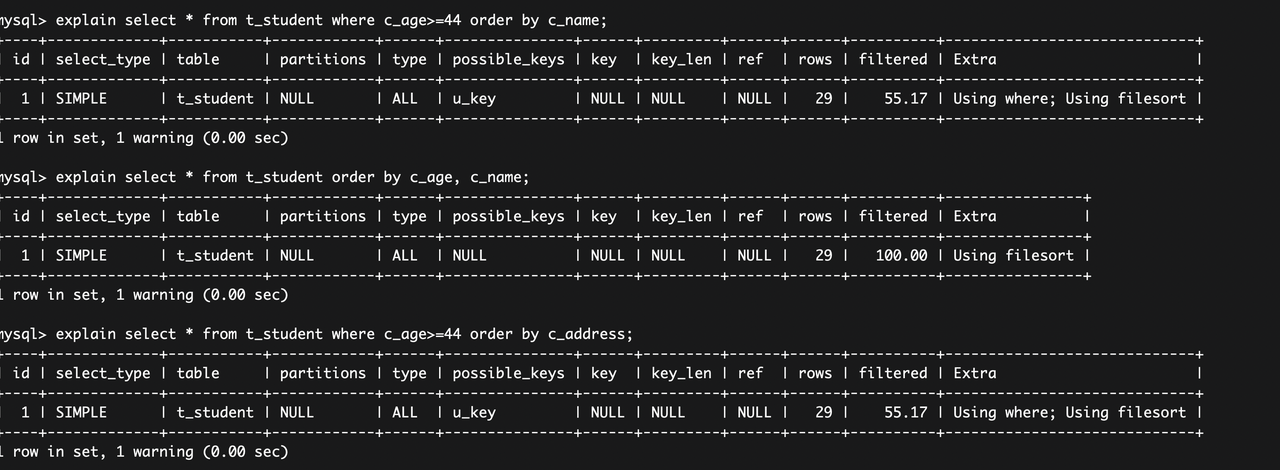 mysql> explain select * from t_student where c_age>=44 order by c_name;
+----+-------------+-----------+------------+------+---------------+------+---------+------+------+----------+-----------------------------+
| id | select_type | table     | partitions | type | possible_keys | key  | key_len | ref  | rows | filtered | Extra                       |
+----+-------------+-----------+------------+------+---------------+------+---------+------+------+----------+-----------------------------+
| 1 | SIMPLE      | t_student | NULL       | ALL  | u_key         | NULL | NULL    | NULL |   29 |    55.17 | Using where; Using filesort |
+----+-------------+-----------+------------+------+---------------+------+---------+------+------+----------+-----------------------------+
1 row in set, 1 warning (0.00 sec)
mysql> explain select * from t_student order by c_age, c_name;
+----+-------------+-----------+------------+------+---------------+------+---------+------+------+----------+----------------+
| id | select_type | table     | partitions | type | possible_keys | key  | key_len | ref  | rows | filtered | Extra          |
+----+-------------+-----------+------------+------+---------------+------+---------+------+------+----------+----------------+
| 1 | SIMPLE      | t_student | NULL       | ALL  | NULL          | NULL | NULL    | NULL |   29 |   100.00 | Using filesort |
+----+-------------+-----------+------------+------+---------------+------+---------+------+------+----------+----------------+
1 row in set, 1 warning (0.00 sec)
mysql> explain select * from t_student where c_age>=44 order by c_address;
+----+-------------+-----------+------------+------+---------------+------+---------+------+------+----------+-----------------------------+
| id | select_type | table     | partitions | type | possible_keys | key  | key_len | ref  | rows | filtered | Extra                       |
+----+-------------+-----------+------------+------+---------------+------+---------+------+------+----------+-----------------------------+
| 1 | SIMPLE      | t_student | NULL       | ALL  | u_key         | NULL | NULL    | NULL |   29 |    55.17 | Using where; Using filesort |
+----+-------------+-----------+------------+------+---------------+------+---------+------+------+----------+-----------------------------+
1 row in set, 1 warning (0.00 sec)